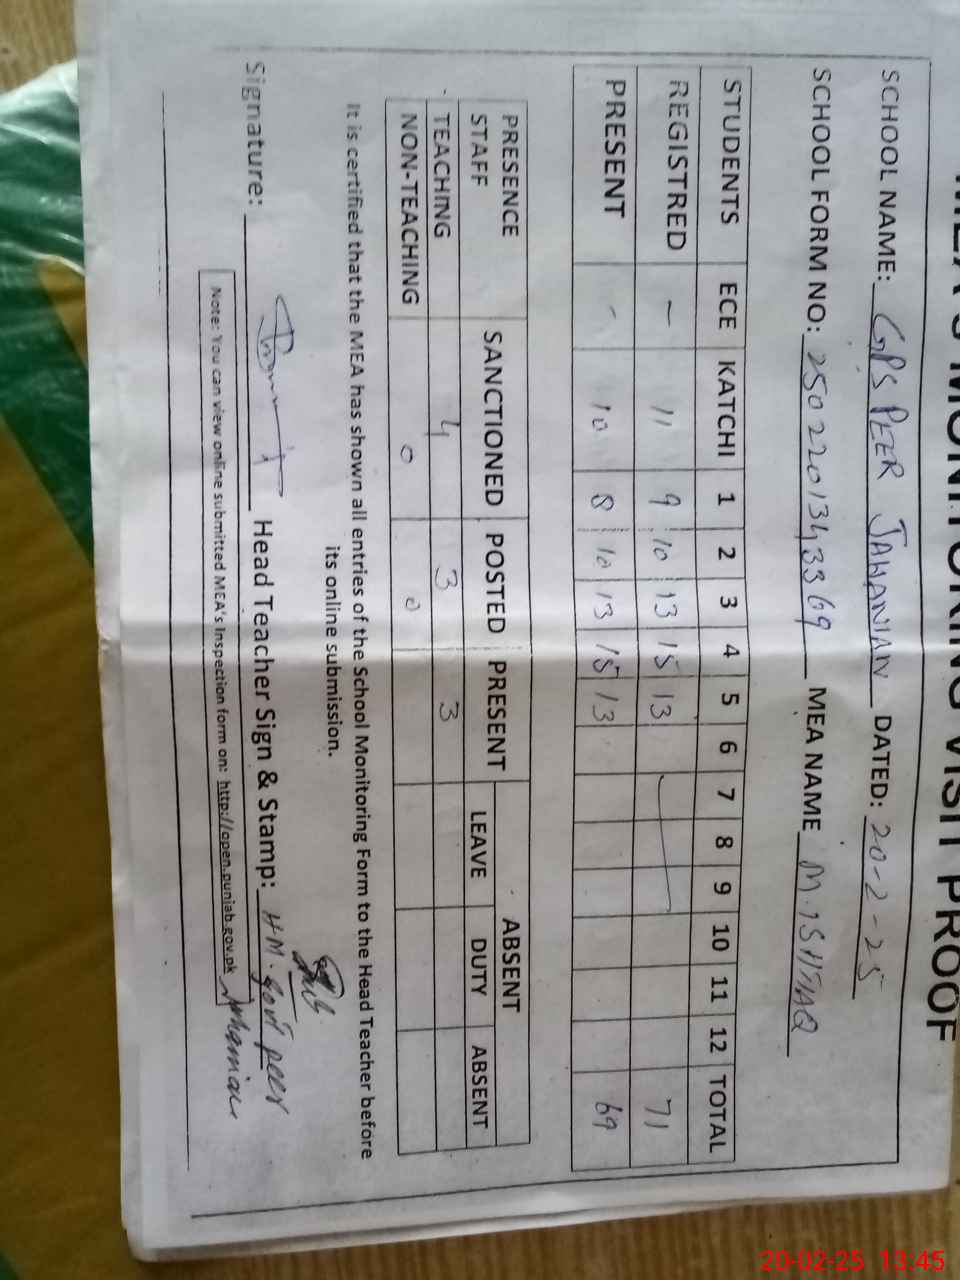 MEA'S MONITORING VISIT PROOF
SCHOOL NAME: GPS PEER JAHANIAN DATED: 20-2-25
SCHOOL FORM NO: 2502201343369 MEA NAME M.ISHTIAQ
STUDENTS ECE KATCHI 1 2 3 4 5 6 7 8 9 10 11 12 TOTAL
REGISTRED - 11 9 10 13 15 13 71
PRESENT - 10 8 10 13 15 13 69
PRESENCE STAFF SANCTIONED POSTED PRESENT ABSENT
LEAVE DUTY ABSENT
TEACHING 4 3 3
NON-TEACHING 0 0
It is certified that the MEA has shown all entries of the School Monitoring Form to the Head Teacher before
its online submission.
Signature: Head Teacher Sign & Stamp: HM. Govt peer
Jahanian
Note: You can view online submitted MEA's Inspection form on: http://open.punjab.gov.pk
20-02-25 13:45